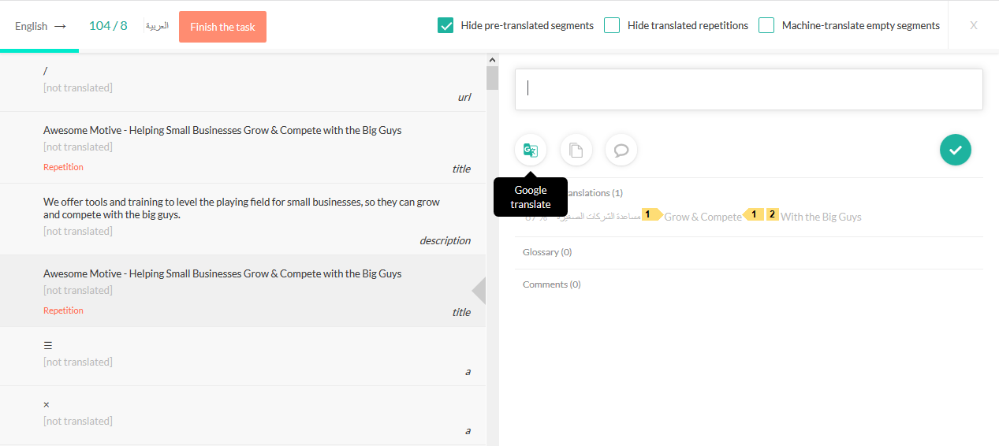 English → 104 / 8 العربية Finish the task Hide pre-translated segments Hide translated repetitions Machine-translate empty segments X
/
[not translated]
url
Awesome Motive - Helping Small Businesses Grow & Compete with the Big Guys
[not translated]
Repetition
title
We offer tools and training to level the playing field for small businesses, so they can grow
and compete with the big guys.
[not translated]
description
Awesome Motive - Helping Small Businesses Grow & Compete with the Big Guys
[not translated]
Repetition
title
☰
[not translated]
a
×
[not translated]
a
Google
translate
anslations (1)
مساعدة الشركات الصغيرة 1 Grow & Compete 1 2 With the Big Guys
Glossary (0)
Comments (0)